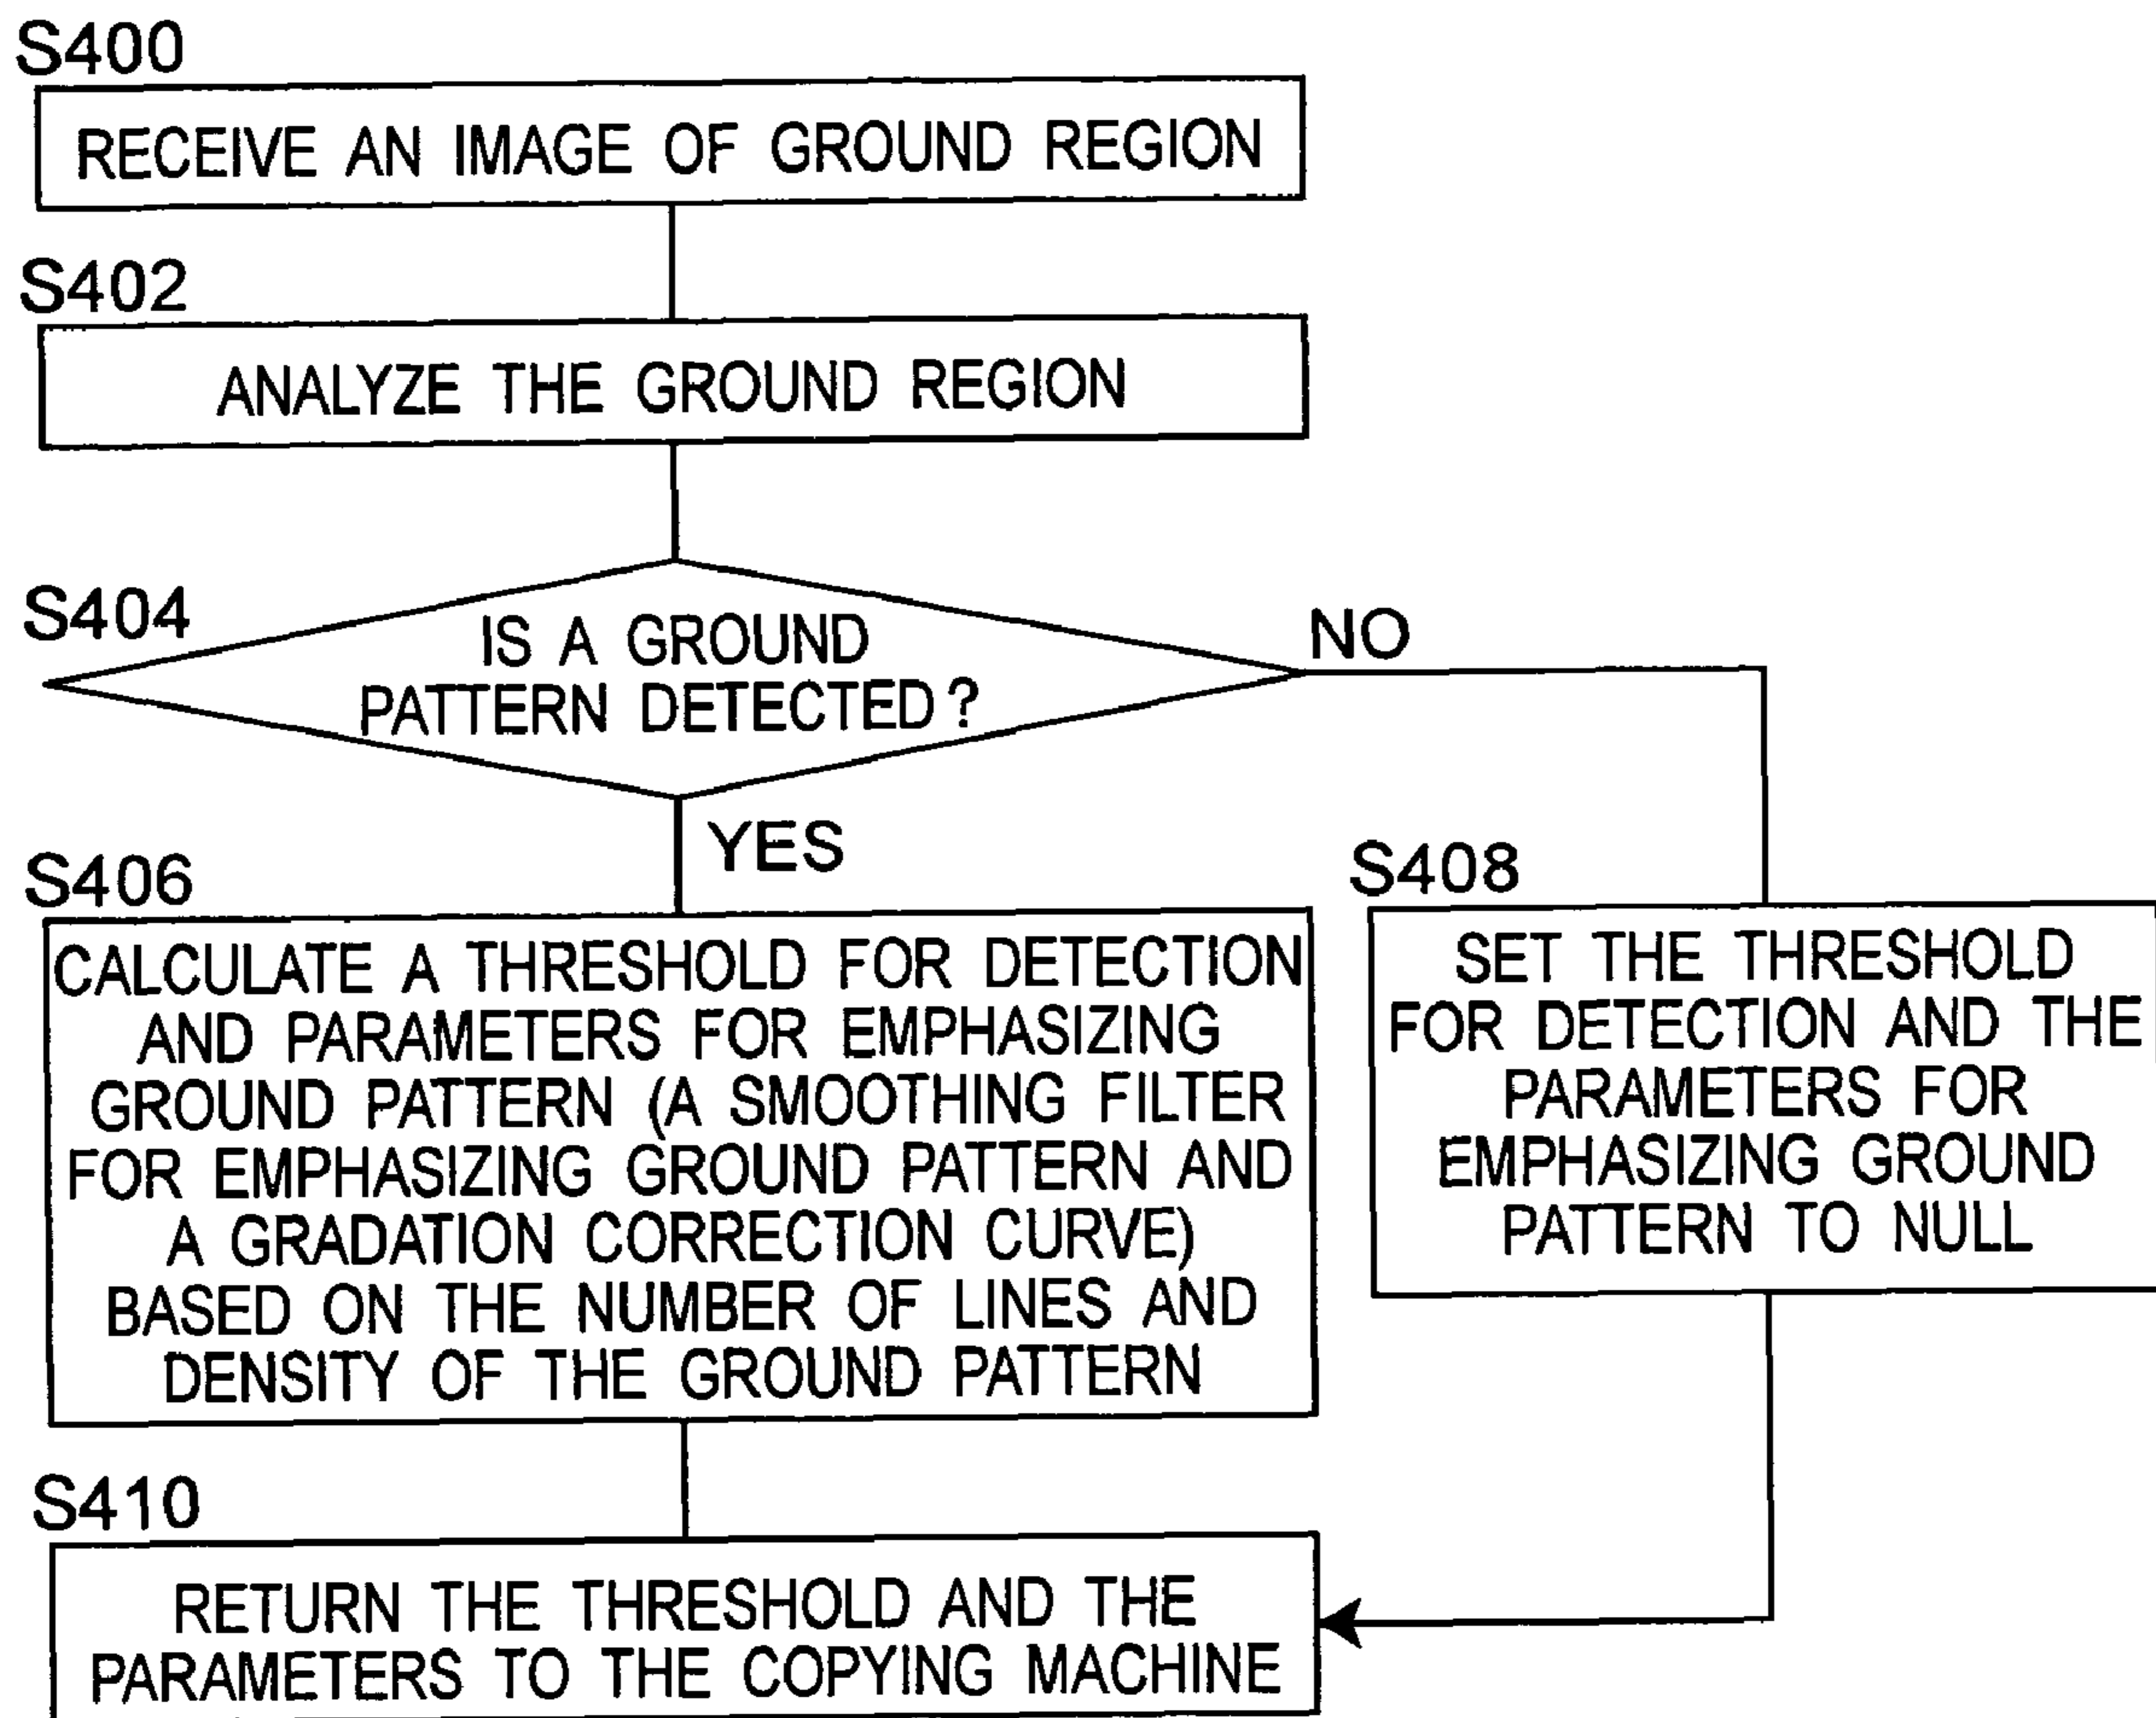 S400
RECEIVE AN IMAGE OF GROUND REGION
S402
ANALYZE THE GROUND REGION
S404
IS A GROUND
PATTERN DETECTED?
NO
YES
S406
CALCULATE A THRESHOLD FOR DETECTION
AND PARAMETERS FOR EMPHASIZING
GROUND PATTERN (A SMOOTHING FILTER
FOR EMPHASIZING GROUND PATTERN AND
A GRADATION CORRECTION CURVE)
BASED ON THE NUMBER OF LINES AND
DENSITY OF THE GROUND PATTERN
S408
SET THE THRESHOLD
FOR DETECTION AND THE
PARAMETERS FOR
EMPHASIZING GROUND
PATTERN TO NULL
S410
RETURN THE THRESHOLD AND THE
PARAMETERS TO THE COPYING MACHINE